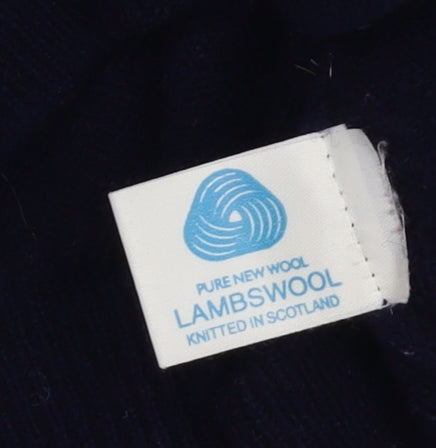 PURE NEW WOOL
LAMBSWOOL
KNITTED IN SCOTLAND